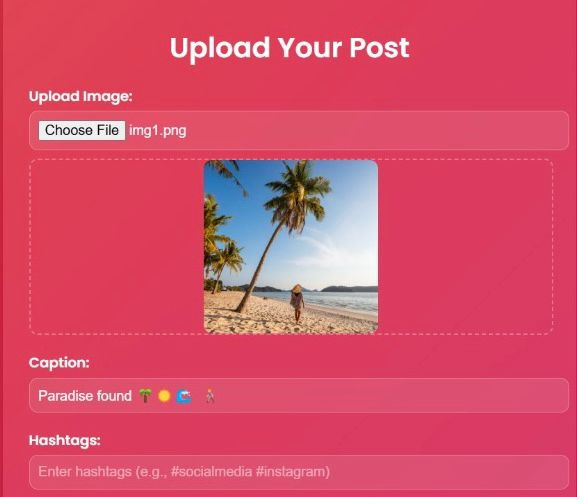 Upload Your Post
Upload Image:
Choose File img1.png
Caption:
Paradise found 🌴☀️🌊 🚶
Hashtags:
Enter hashtags (e.g., #socialmedia #instagram)